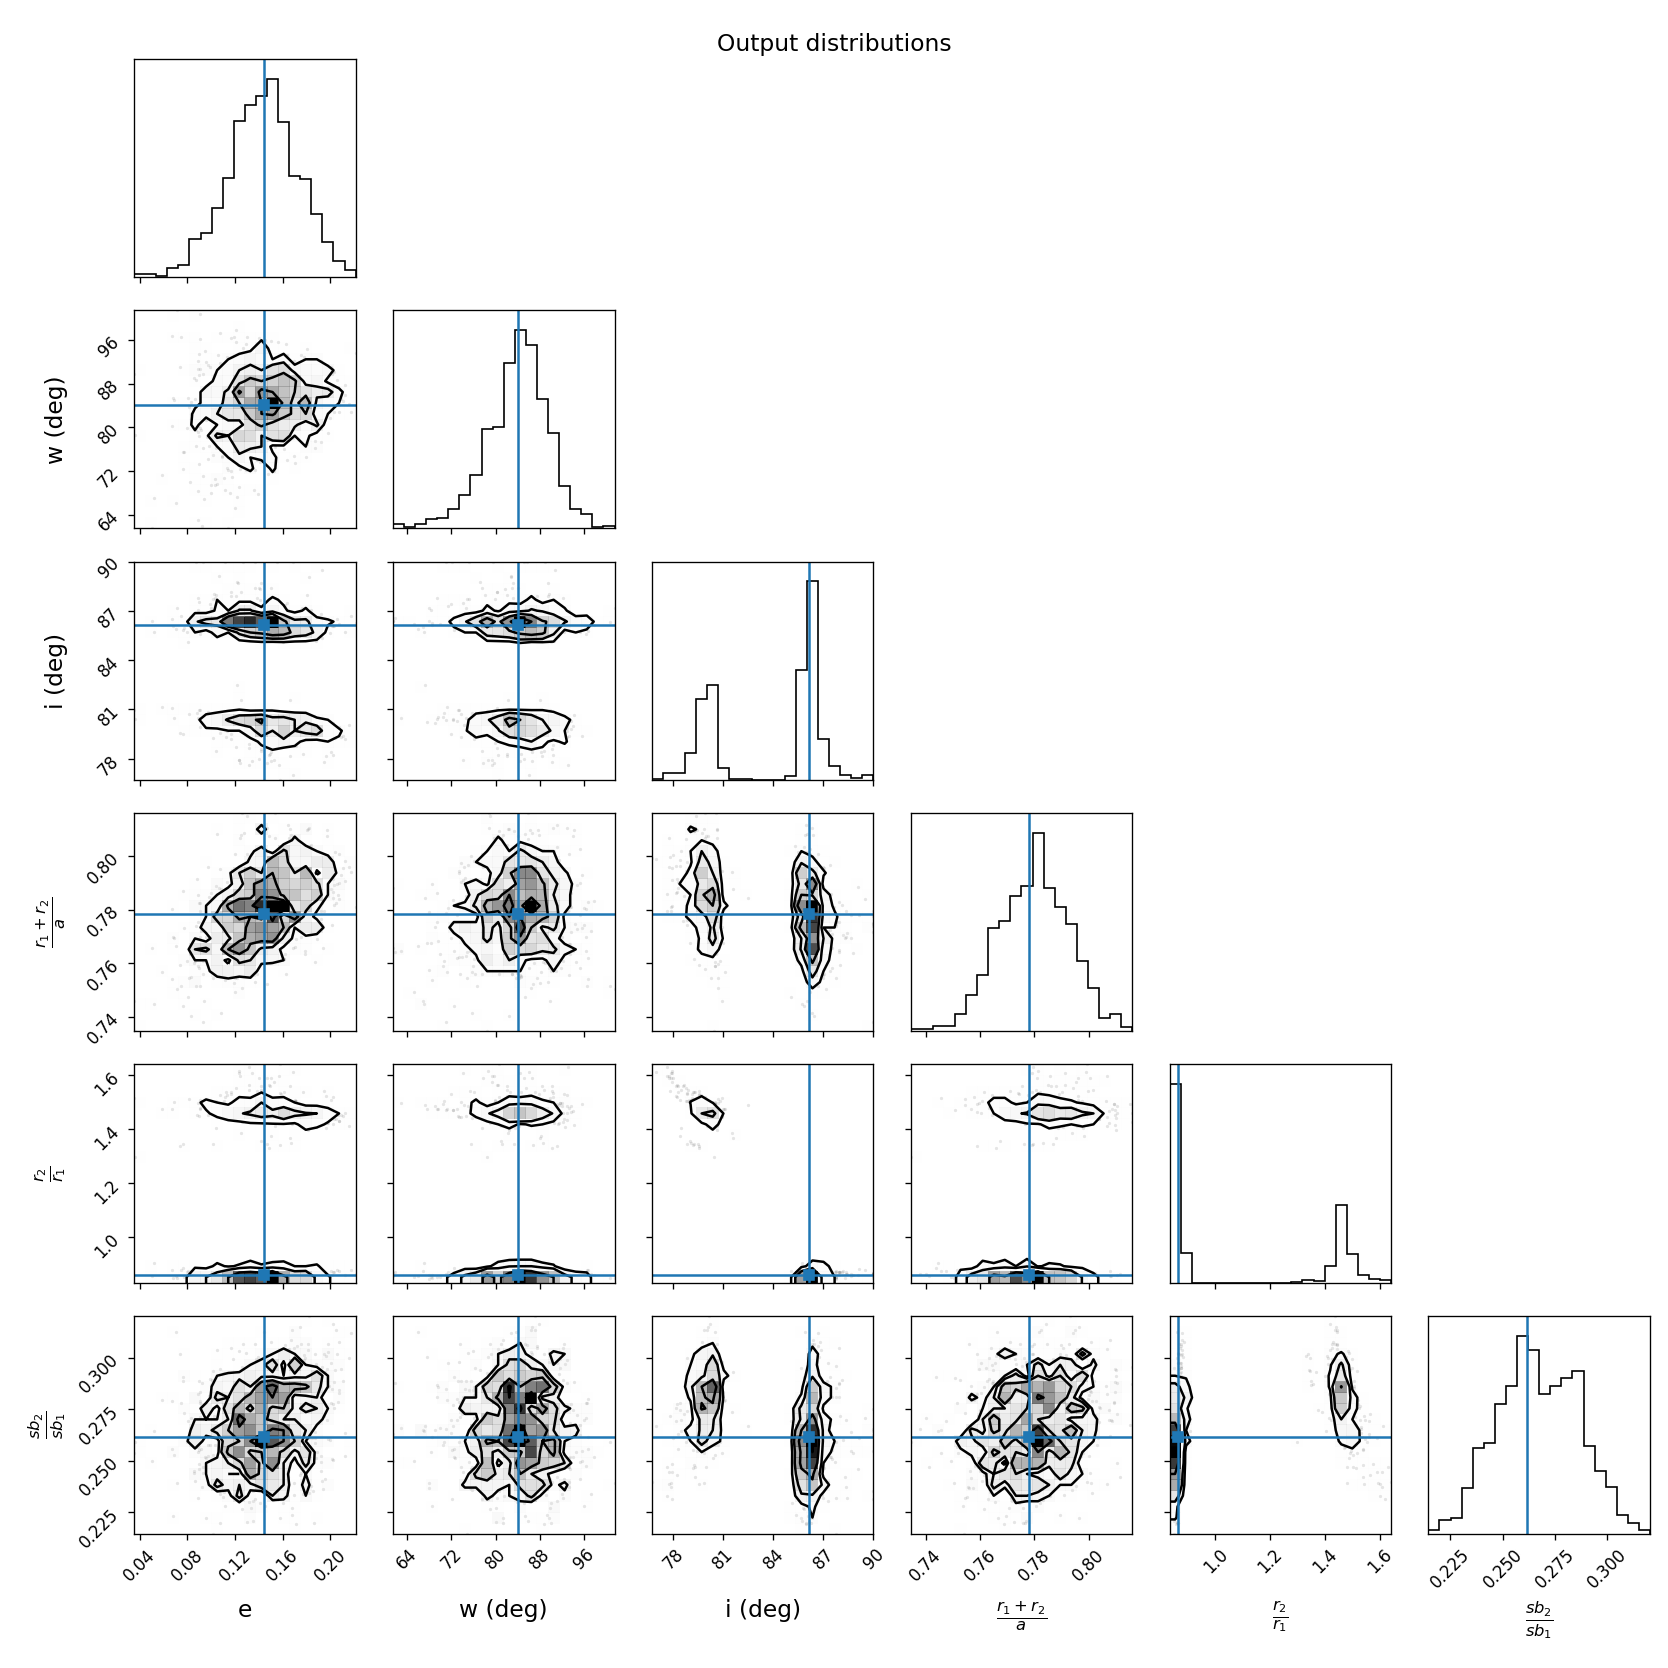 Output distributions
w (deg)
96
88
80
72
64
i (deg)
90
87
84
81
78
r₁ + r₂
a
0.80
0.78
0.76
0.74
r₂
r₁
1.6
1.4
1.2
1.0
sb₂
sb₁
0.300
0.275
0.250
0.225
0.04 0.08 0.12 0.16 0.20 64 72 80 88 96 78 81 84 87 90 0.74 0.76 0.78 0.80 1.0 1.2 1.4 1.6 0.225 0.250 0.275 0.300
e w (deg) i (deg) r₁ + r₂ r₂ sb₂
a r₁ sb₁